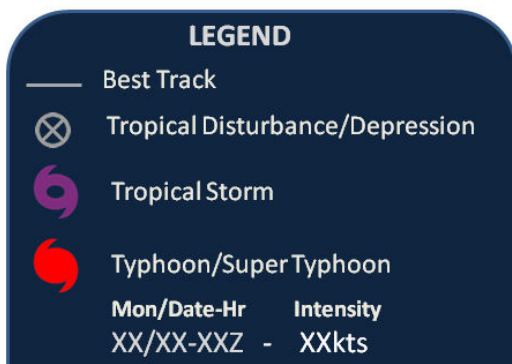 LEGEND
Best Track
Tropical Disturbance/Depression
Tropical Storm
Typhoon/Super Typhoon
Mon/Date-Hr Intensity
XX/XX-XXZ - XXkts